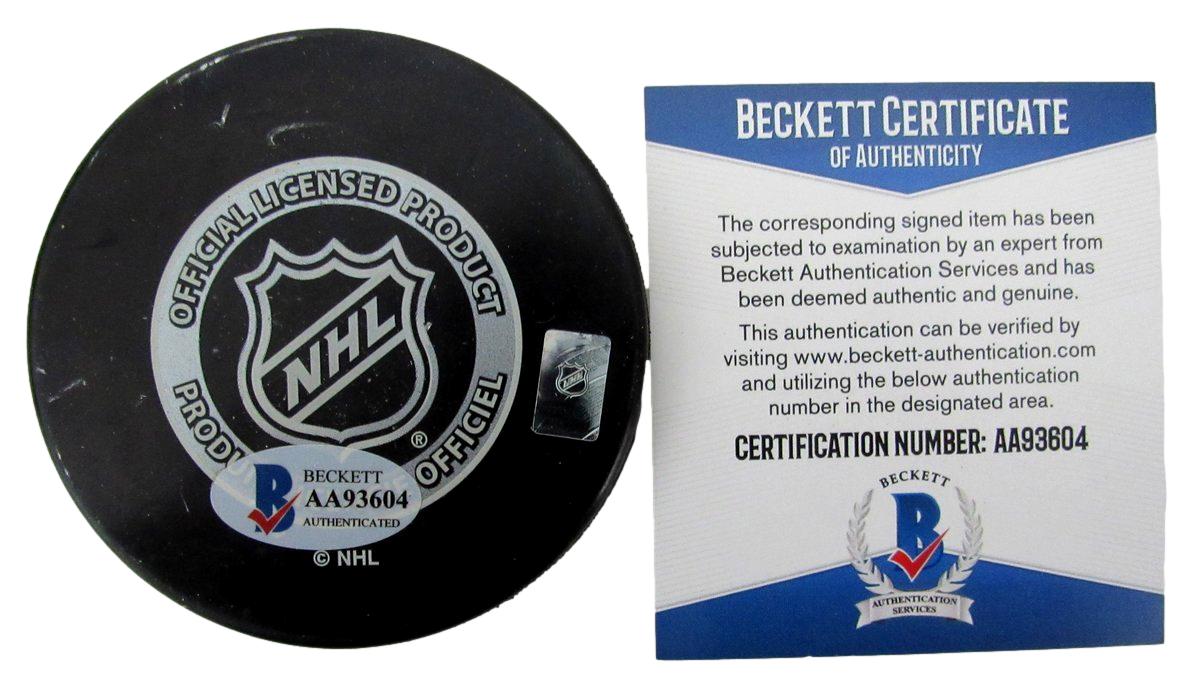 OFFICIAL LICENSED PRODUCT
NHL
®
OFFICIEL
BECKETT
AA93604
AUTHENTICATED
© NHL
NHL
BECKETT CERTIFICATE
OF AUTHENTICITY
The corresponding signed item has been
subjected to examination by an expert from
Beckett Authentication Services and has
been deemed authentic and genuine.
This authentication can be verified by
visiting www.beckett-authentication.com
and utilizing the below authentication
number in the designated area.
CERTIFICATION NUMBER: AA93604
BECKETT
B
AUTHENTICATION
SERVICES